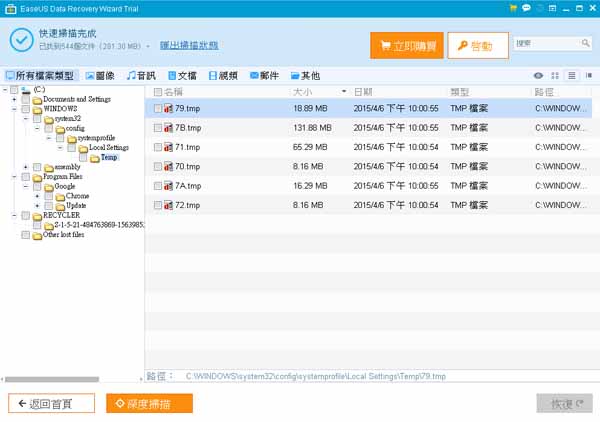 EaseUS Data Recovery Wizard Trial
快速掃描完成
已找到544個文件（281.30 MB）。 匯出掃描狀態
立即購買
啓動
搜索
所有檔案類型 圖像 音訊 文檔 視頻 郵件 其他
(C:)
Documents and Settings
WINDOWS
system32
config
systemprofile
Local Settings
Temp
assembly
Program Files
Google
Chrome
Update
RECYCLER
Other lost files
名稱 大小 日期 類型 路徑
79.tmp 18.89 MB 2015/4/6 下午 10:00:55 TMP 檔案 C:\WINDOW...
7B.tmp 131.88 MB 2015/4/6 下午 10:00:55 TMP 檔案 C:\WINDOW...
71.tmp 65.29 MB 2015/4/6 下午 10:00:54 TMP 檔案 C:\WINDOW...
70.tmp 8.16 MB 2015/4/6 下午 10:00:54 TMP 檔案 C:\WINDOW...
7A.tmp 16.29 MB 2015/4/6 下午 10:00:55 TMP 檔案 C:\WINDOW...
72.tmp 8.16 MB 2015/4/6 下午 10:00:54 TMP 檔案 C:\WINDOW...
路徑： C:\WINDOWS\system32\config\systemprofile\Local Settings\Temp\79.tmp
返回首頁
深度掃描
恢復